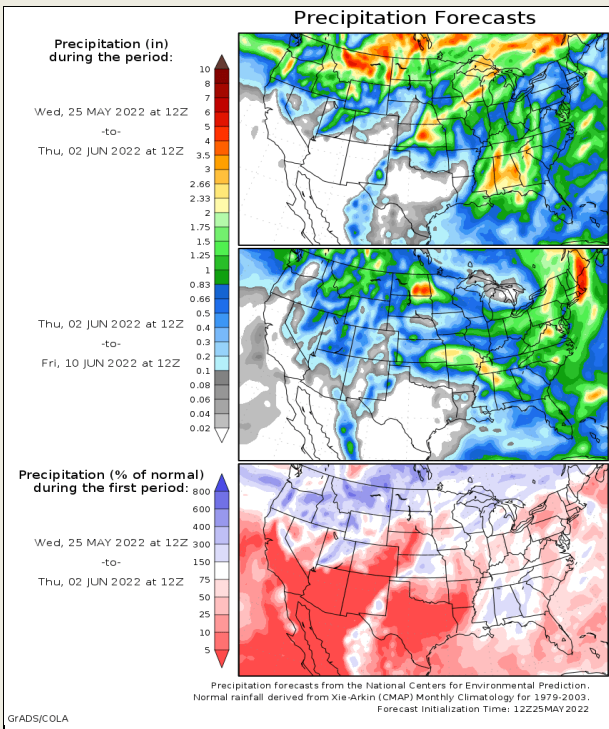 Precipitation Forecasts
Precipitation (in)
during the period:
Wed, 25 MAY 2022 at 12Z
-to-
Thu, 02 JUN 2022 at 12Z
10
8
7
6
5
4
3.5
3
2.66
2.33
2
1.75
1.5
1.25
1
0.83
0.66
0.5
0.4
0.3
0.2
0.1
0.08
0.06
0.04
0.02
Thu, 02 JUN 2022 at 12Z
-to-
Fri, 10 JUN 2022 at 12Z
Precipitation (% of normal)
during the first period:
Wed, 25 MAY 2022 at 12Z
-to-
Thu, 02 JUN 2022 at 12Z
800
600
400
300
150
75
50
25
10
5
Precipitation forecasts from the National Centers for Environmental Prediction.
Normal rainfall derived from Xie-Arkin (CMAP) Monthly Climatology for 1979-2003.
Forecast Initialization Time: 12Z25MAY2022
GrADS/COLA